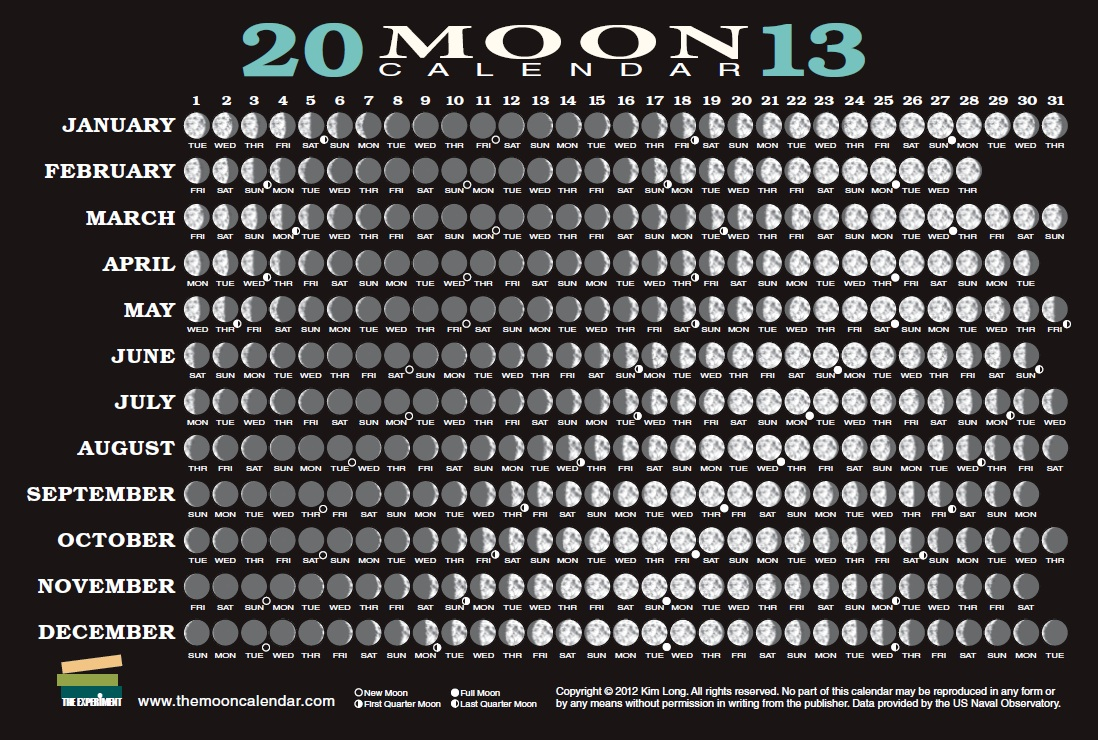 20 MOON 13
CALENDAR
1 2 3 4 5 6 7 8 9 10 11 12 13 14 15 16 17 18 19 20 21 22 23 24 25 26 27 28 29 30 31
JANUARY
TUE WED THR FRI SAT SUN MON TUE WED THR FRI SAT SUN MON TUE WED THR FRI SAT SUN MON TUE WED THR FRI SAT SUN MON TUE WED THR
FEBRUARY
FRI SAT SUN MON TUE WED THR FRI SAT SUN MON TUE WED THR FRI SAT SUN MON TUE WED THR FRI SAT SUN MON TUE WED THR
MARCH
FRI SAT SUN MON TUE WED THR FRI SAT SUN MON TUE WED THR FRI SAT SUN MON TUE WED THR FRI SAT SUN MON TUE WED THR FRI SAT SUN
APRIL
MON TUE WED THR FRI SAT SUN MON TUE WED THR FRI SAT SUN MON TUE WED THR FRI SAT SUN MON TUE WED THR FRI SAT SUN MON TUE
MAY
WED THR FRI SAT SUN MON TUE WED THR FRI SAT SUN MON TUE WED THR FRI SAT SUN MON TUE WED THR FRI SAT SUN MON TUE WED THR FRI
JUNE
SAT SUN MON TUE WED THR FRI SAT SUN MON TUE WED THR FRI SAT SUN MON TUE WED THR FRI SAT SUN MON TUE WED THR FRI SAT SUN
JULY
MON TUE WED THR FRI SAT SUN MON TUE WED THR FRI SAT SUN MON TUE WED THR FRI SAT SUN MON TUE WED THR FRI SAT SUN MON TUE WED
AUGUST
THR FRI SAT SUN MON TUE WED THR FRI SAT SUN MON TUE WED THR FRI SAT SUN MON TUE WED THR FRI SAT SUN MON TUE WED THR FRI SAT
SEPTEMBER
SUN MON TUE WED THR FRI SAT SUN MON TUE WED THR FRI SAT SUN MON TUE WED THR FRI SAT SUN MON TUE WED THR FRI SAT SUN MON
OCTOBER
TUE WED THR FRI SAT SUN MON TUE WED THR FRI SAT SUN MON TUE WED THR FRI SAT SUN MON TUE WED THR FRI SAT SUN MON TUE WED THR
NOVEMBER
FRI SAT SUN MON TUE WED THR FRI SAT SUN MON TUE WED THR FRI SAT SUN MON TUE WED THR FRI SAT SUN MON TUE WED THR FRI SAT
DECEMBER
SUN MON TUE WED THR FRI SAT SUN MON TUE WED THR FRI SAT SUN MON TUE WED THR FRI SAT SUN MON TUE WED THR FRI SAT SUN MON TUE
THE EXPERIMENT
www.themooncalendar.com
New Moon Full Moon
First Quarter Moon Last Quarter Moon
Copyright © 2012 Kim Long. All rights reserved. No part of this calendar may be reproduced in any form or
by any means without permission in writing from the publisher. Data provided by the US Naval Observatory.